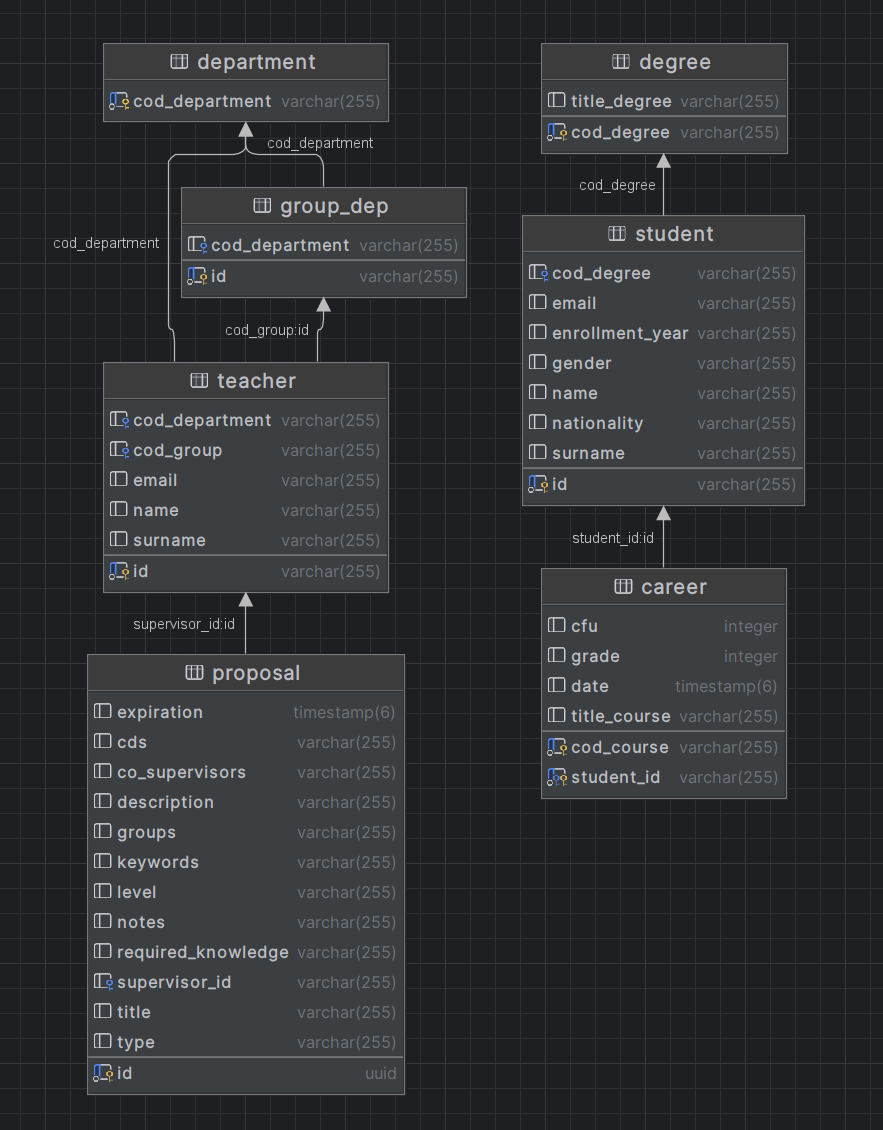 department
cod_department varchar(255)
cod_department
cod_department
group_dep
cod_department varchar(255)
id varchar(255)
cod_group:id
teacher
cod_department varchar(255)
cod_group varchar(255)
email varchar(255)
name varchar(255)
surname varchar(255)
id varchar(255)
supervisor_id:id
proposal
expiration timestamp(6)
cds varchar(255)
co_supervisors varchar(255)
description varchar(255)
groups varchar(255)
keywords varchar(255)
level varchar(255)
notes varchar(255)
required_knowledge varchar(255)
supervisor_id varchar(255)
title varchar(255)
type varchar(255)
id uuid
degree
title_degree varchar(255)
cod_degree varchar(255)
cod_degree
student
cod_degree varchar(255)
email varchar(255)
enrollment_year varchar(255)
gender varchar(255)
name varchar(255)
nationality varchar(255)
surname varchar(255)
id varchar(255)
student_id:id
career
cfu integer
grade integer
date timestamp(6)
title_course varchar(255)
cod_course varchar(255)
student_id varchar(255)